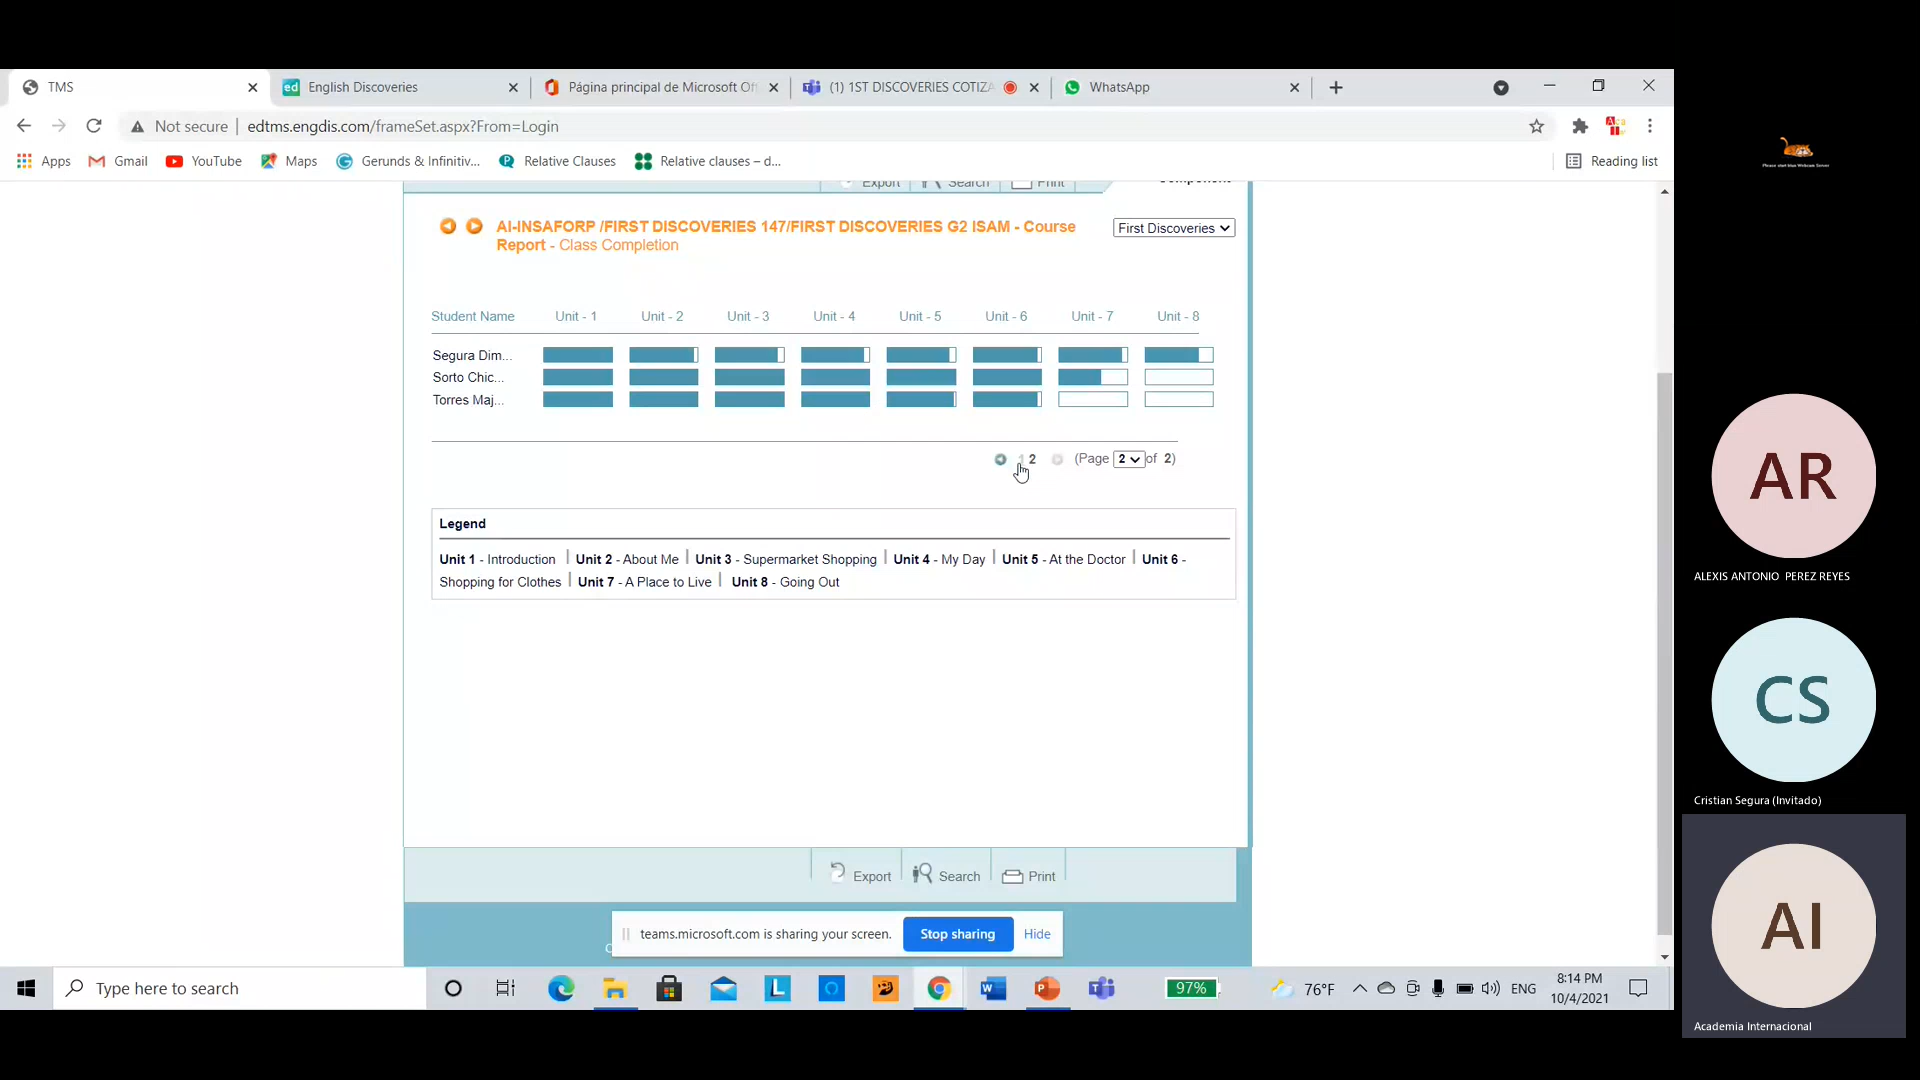 TMS
English Discoveries
Página principal de Microsoft Of
(1) 1ST DISCOVERIES COTIZA
WhatsApp
Not secure | edtms.engdis.com/frameSet.aspx?From=Login
Apps
Gmail
YouTube
Maps
Gerunds & Infinitiv...
Relative Clauses
Relative clauses – d...
Reading list
Export
Search
Print
AI-INSAFORP /FIRST DISCOVERIES 147/FIRST DISCOVERIES G2 ISAM - Course
Report - Class Completion
First Discoveries
Student Name Unit - 1 Unit - 2 Unit - 3 Unit - 4 Unit - 5 Unit - 6 Unit - 7 Unit - 8
Segura Dim...
Sorto Chic...
Torres Maj...
1 2 (Page 2 of 2)
Legend
Unit 1 - Introduction | Unit 2 - About Me | Unit 3 - Supermarket Shopping | Unit 4 - My Day | Unit 5 - At the Doctor | Unit 6 -
Shopping for Clothes | Unit 7 - A Place to Live | Unit 8 - Going Out
Export
Search
Print
teams.microsoft.com is sharing your screen.
Stop sharing
Hide
Type here to search
97%
76°F
ENG
8:14 PM
10/4/2021
AR
ALEXIS ANTONIO PEREZ REYES
CS
Cristian Segura (Invitado)
AI
Academia Internacional